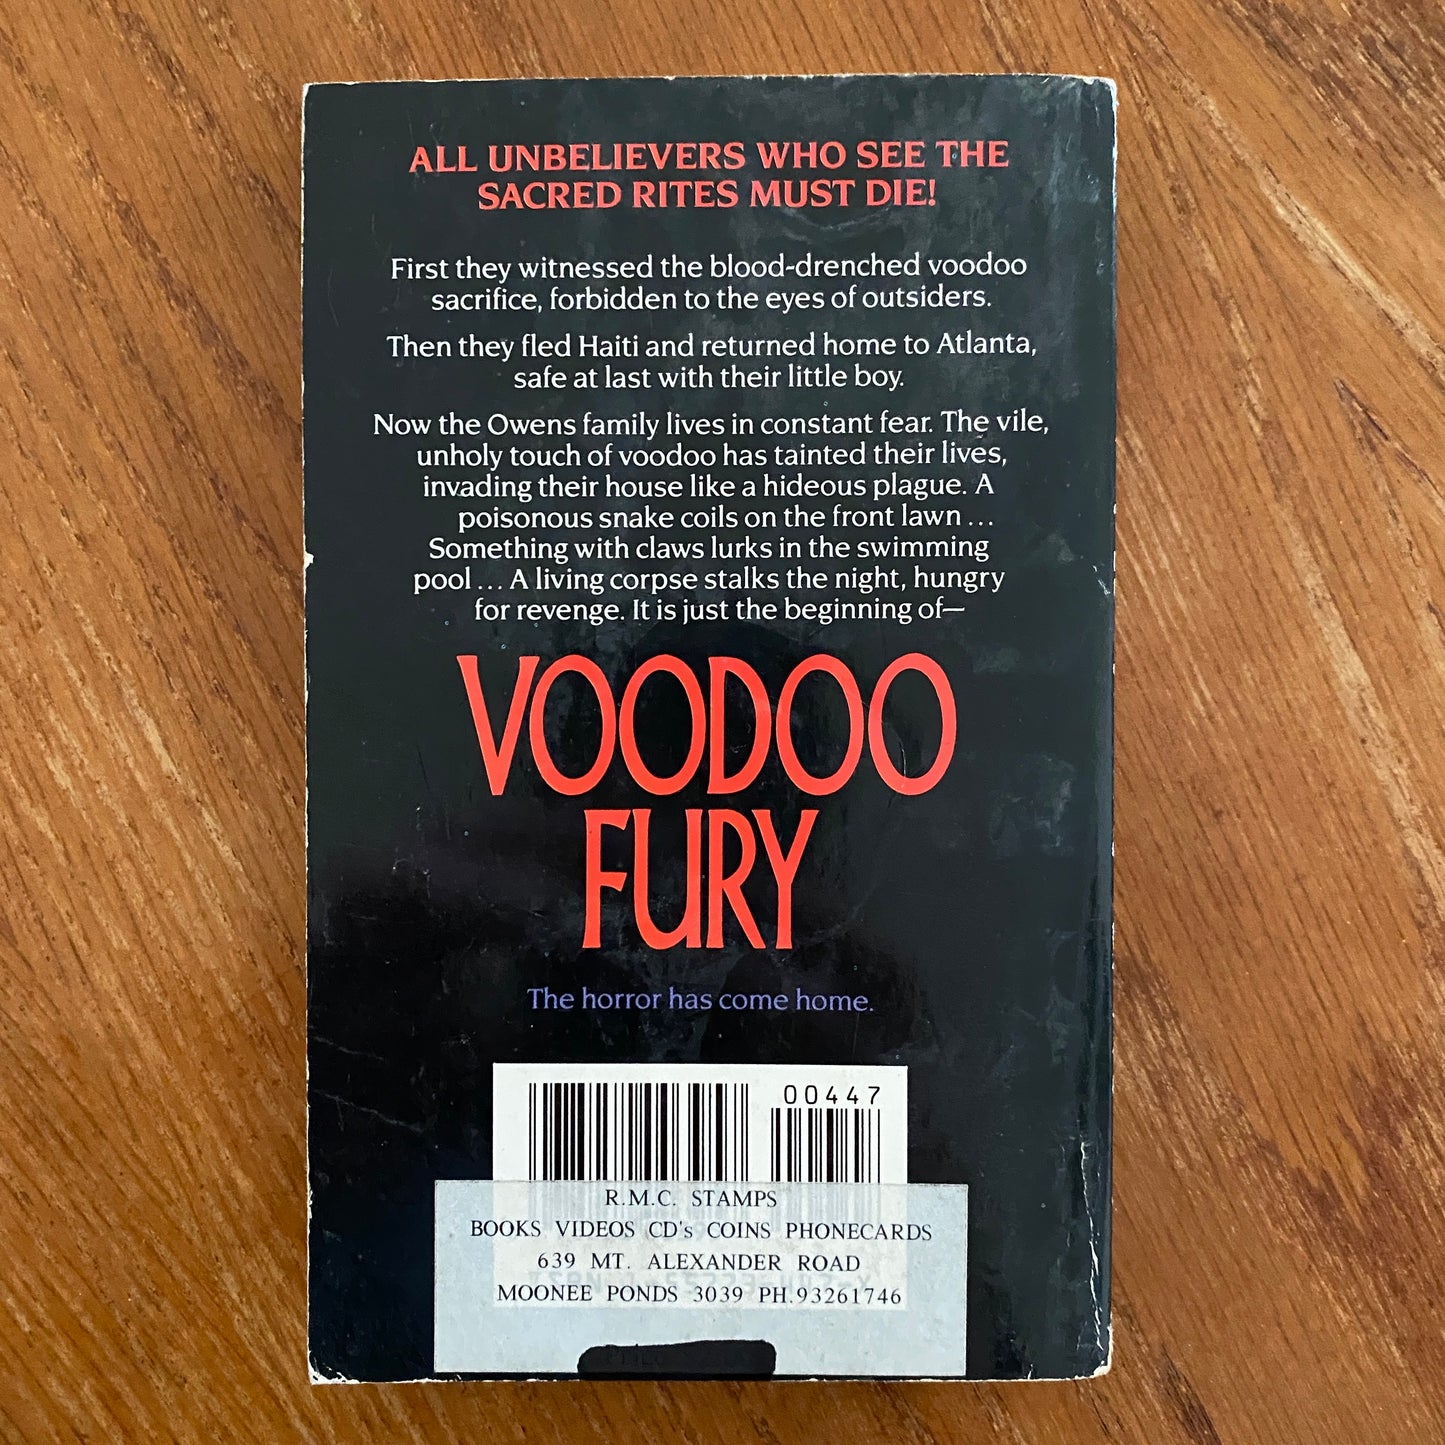 ALL UNBELIEVERS WHO SEE THE
SACRED RITES MUST DIE!
First they witnessed the blood-drenched voodoo
sacrifice, forbidden to the eyes of outsiders.
Then they fled Haiti and returned home to Atlanta,
safe at last with their little boy.
Now the Owens family lives in constant fear. The vile,
unholy touch of voodoo has tainted their lives,
invading their house like a hideous plague. A
poisonous snake coils on the front lawn...
Something with claws lurks in the swimming
pool... A living corpse stalks the night, hungry
for revenge. It is just the beginning of—
VOODOO
FURY
The horror has come home.
00447
R.M.C. STAMPS
BOOKS VIDEOS CD's COINS PHONECARDS
639 MT. ALEXANDER ROAD
MOONEE PONDS 3039 PH.93261746